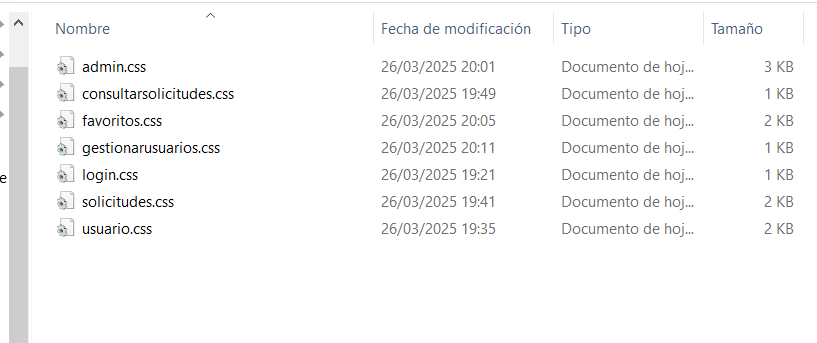 Nombre Fecha de modificación Tipo Tamaño
admin.css 26/03/2025 20:01 Documento de hoj... 3 KB
consultarsolicitudes.css 26/03/2025 19:49 Documento de hoj... 1 KB
favoritos.css 26/03/2025 20:05 Documento de hoj... 2 KB
gestionarusuarios.css 26/03/2025 20:11 Documento de hoj... 1 KB
e login.css 26/03/2025 19:21 Documento de hoj... 1 KB
solicitudes.css 26/03/2025 19:41 Documento de hoj... 2 KB
usuario.css 26/03/2025 19:35 Documento de hoj... 2 KB